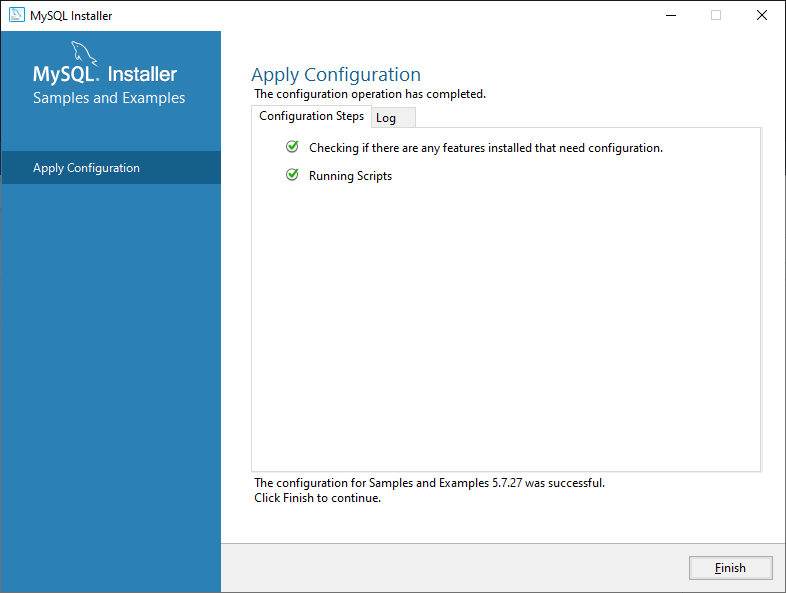 MySQL Installer
MySQL. Installer
Samples and Examples
Apply Configuration
Apply Configuration
The configuration operation has completed.
Configuration Steps
Log
Checking if there are any features installed that need configuration.
Running Scripts
The configuration for Samples and Examples 5.7.27 was successful.
Click Finish to continue.
Finish